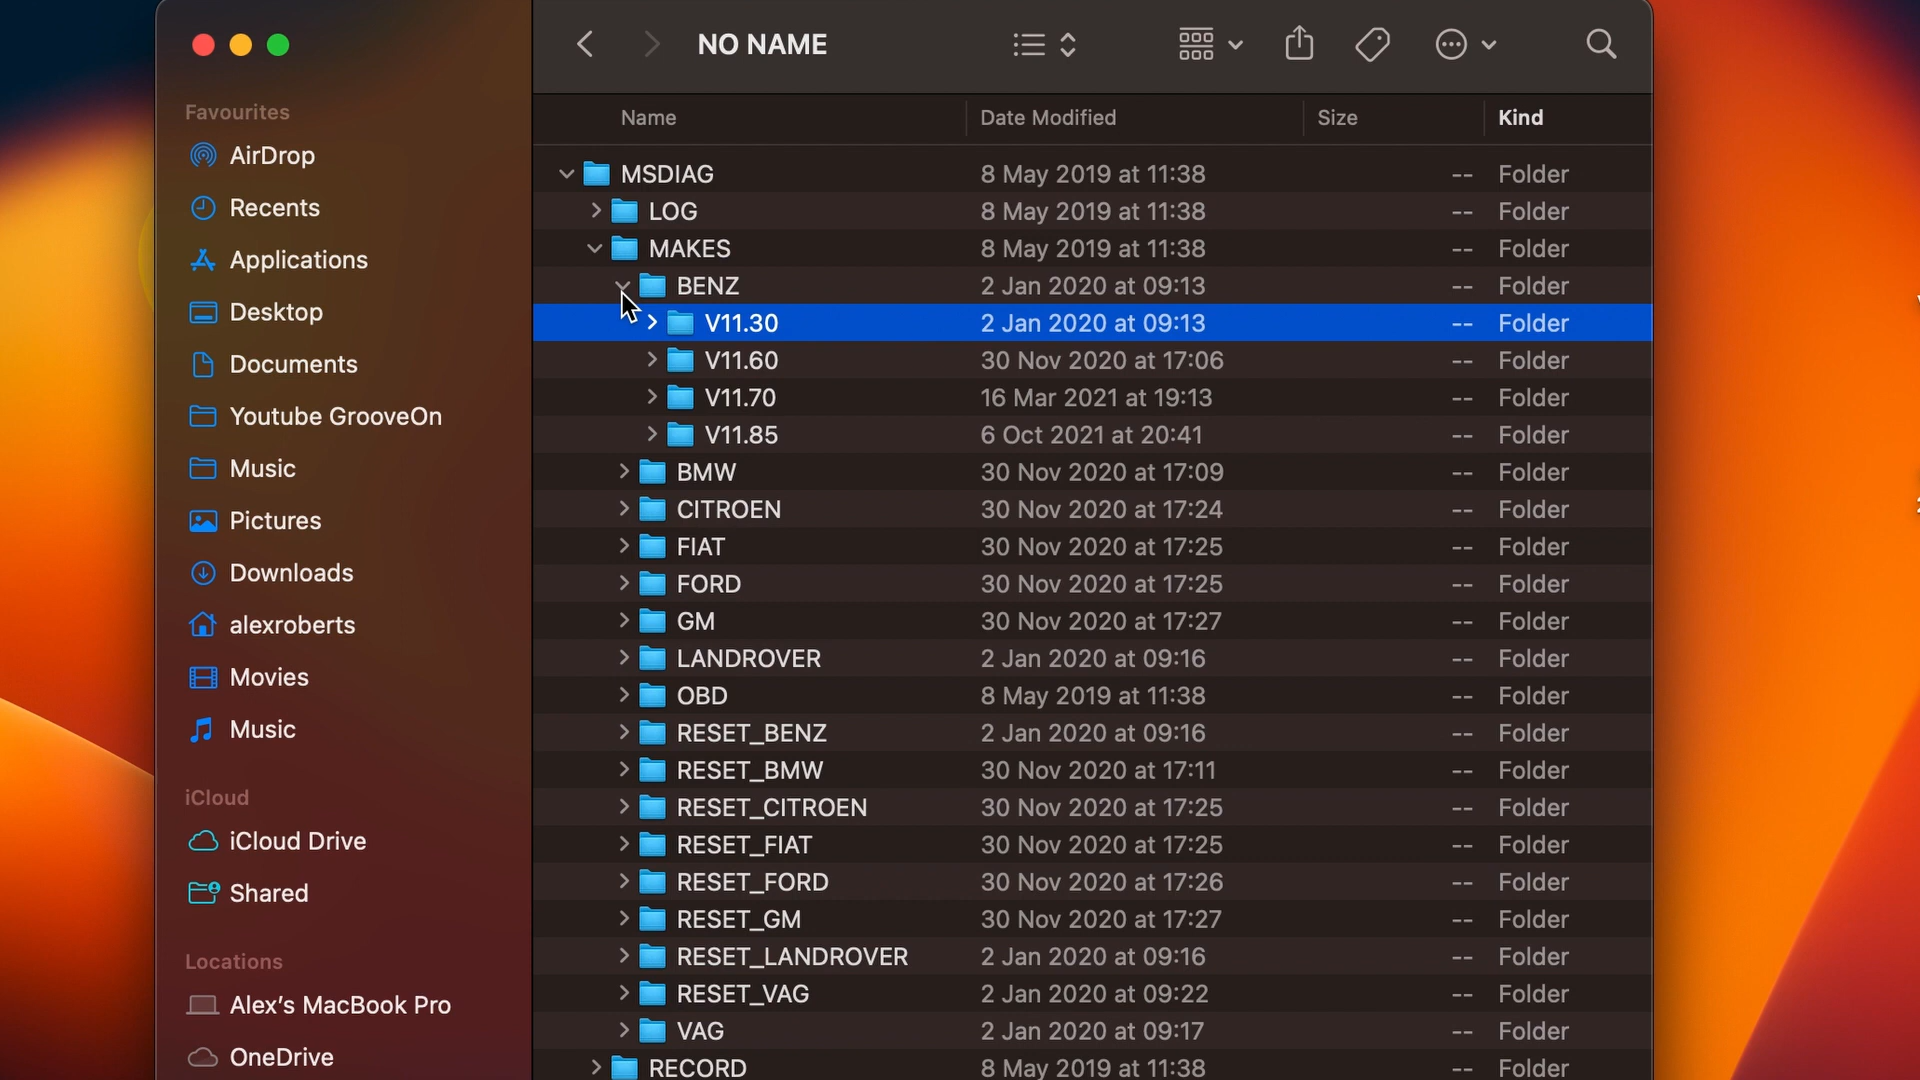 NO NAME
Favourites
AirDrop
Recents
Applications
Desktop
Documents
Youtube GrooveOn
Music
Pictures
Downloads
alexroberts
Movies
Music
iCloud
iCloud Drive
Shared
Locations
Alex’s MacBook Pro
OneDrive
Name Date Modified Size Kind
MSDIAG 8 May 2019 at 11:38 -- Folder
LOG 8 May 2019 at 11:38 -- Folder
MAKES 8 May 2019 at 11:38 -- Folder
BENZ 2 Jan 2020 at 09:13 -- Folder
V11.30 2 Jan 2020 at 09:13 -- Folder
V11.60 30 Nov 2020 at 17:06 -- Folder
V11.70 16 Mar 2021 at 19:13 -- Folder
V11.85 6 Oct 2021 at 20:41 -- Folder
BMW 30 Nov 2020 at 17:09 -- Folder
CITROEN 30 Nov 2020 at 17:24 -- Folder
FIAT 30 Nov 2020 at 17:25 -- Folder
FORD 30 Nov 2020 at 17:25 -- Folder
GM 30 Nov 2020 at 17:27 -- Folder
LANDROVER 2 Jan 2020 at 09:16 -- Folder
OBD 8 May 2019 at 11:38 -- Folder
RESET_BENZ 2 Jan 2020 at 09:16 -- Folder
RESET_BMW 30 Nov 2020 at 17:11 -- Folder
RESET_CITROEN 30 Nov 2020 at 17:25 -- Folder
RESET_FIAT 30 Nov 2020 at 17:25 -- Folder
RESET_FORD 30 Nov 2020 at 17:26 -- Folder
RESET_GM 30 Nov 2020 at 17:27 -- Folder
RESET_LANDROVER 2 Jan 2020 at 09:16 -- Folder
RESET_VAG 2 Jan 2020 at 09:22 -- Folder
VAG 2 Jan 2020 at 09:17 -- Folder
RECORD 8 May 2019 at 11:38 -- Folder